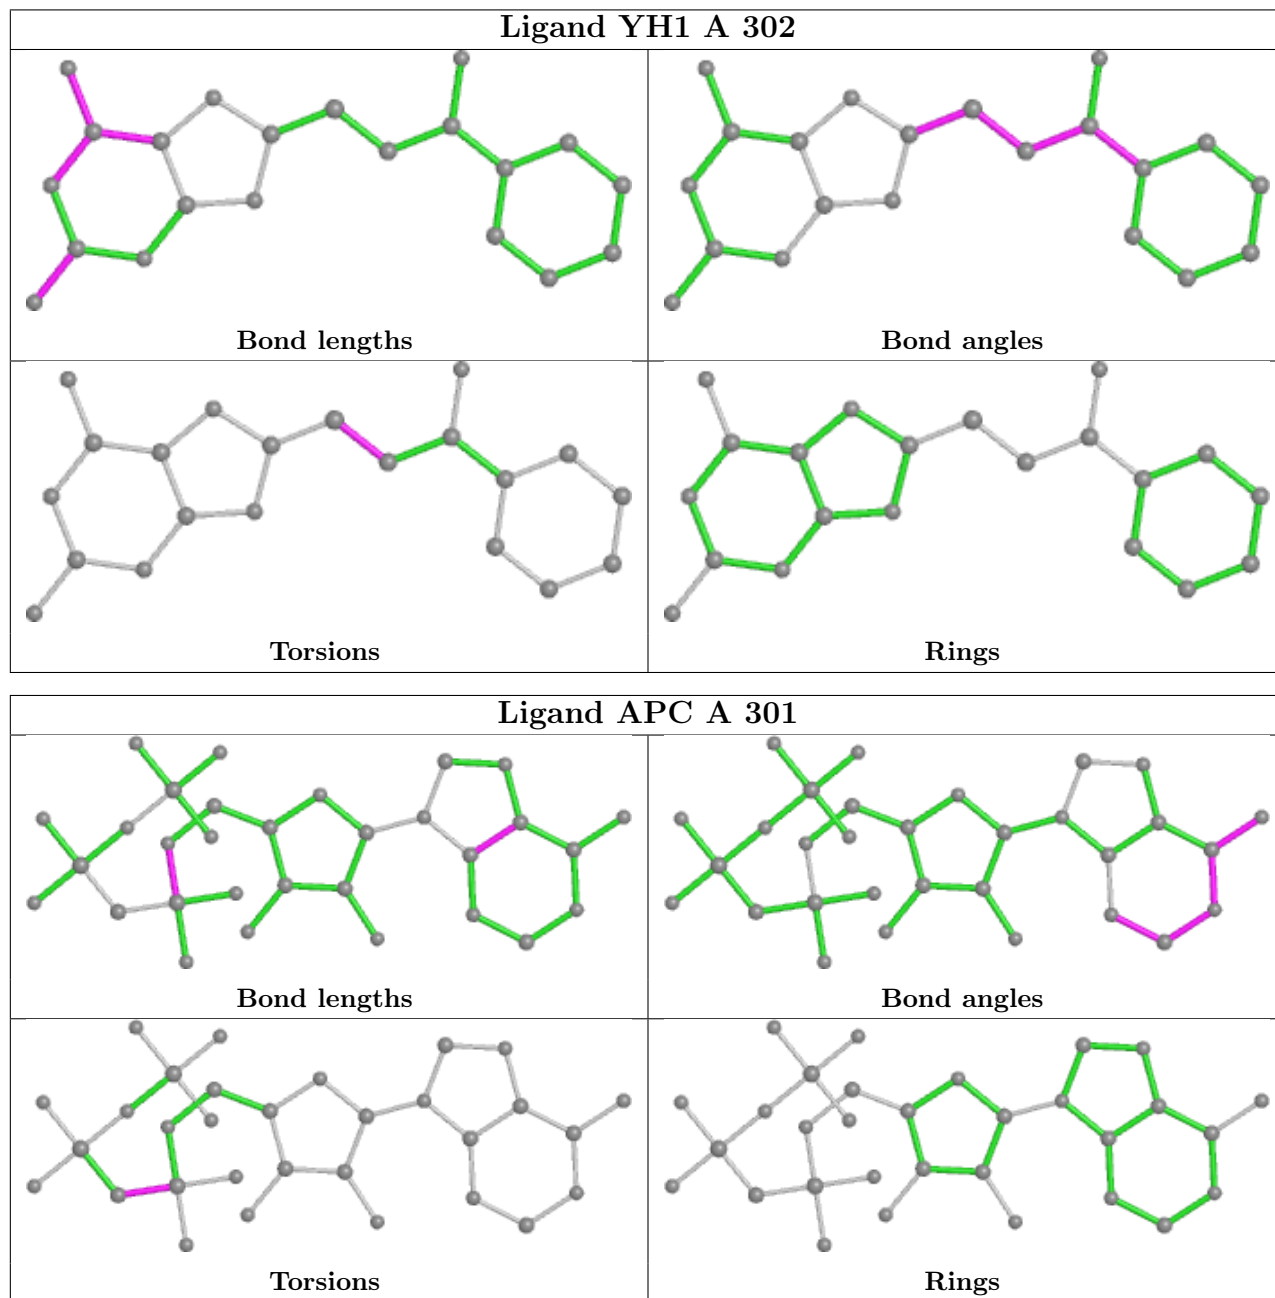 Ligand YH1 A 302
Bond lengths
Bond angles
Torsions
Rings
Ligand APC A 301
Bond lengths
Bond angles
Torsions
Rings